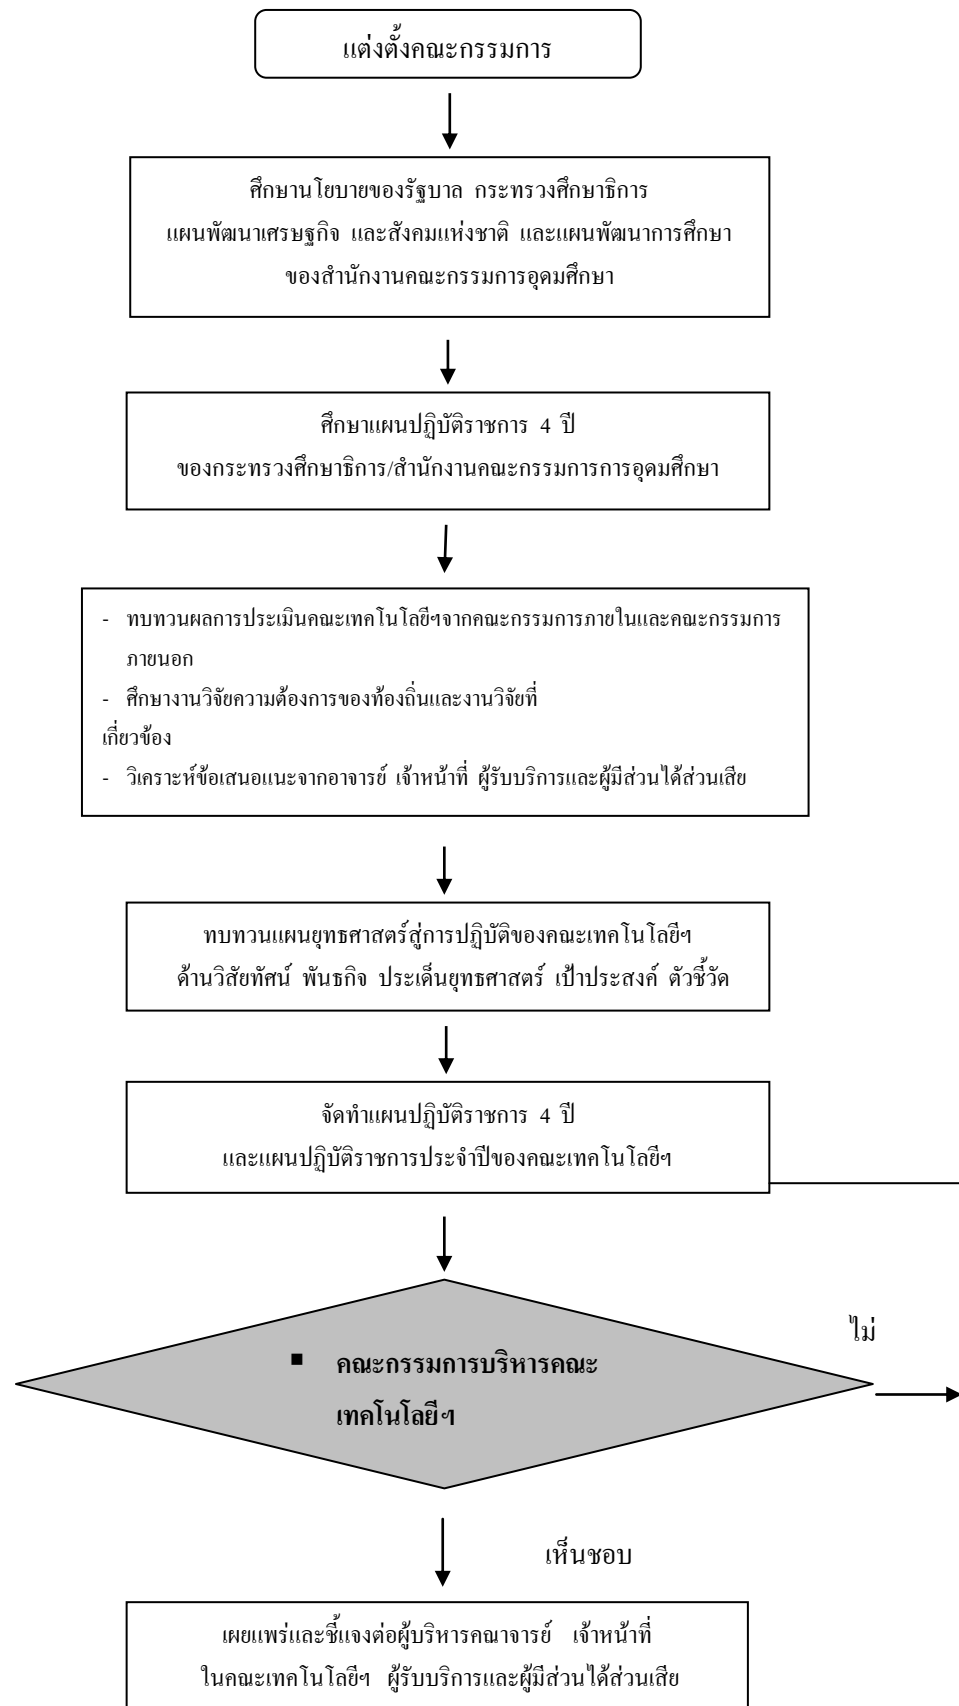 แต่งตั้งคณะกรรมการ
ศึกษานโยบายของรัฐบาล กระทรวงศึกษาธิการ
แผนพัฒนาเศรษฐกิจ และสังคมแห่งชาติ และแผนพัฒนาการศึกษา
ของสำนักงานคณะกรรมการอุดมศึกษา
ศึกษาแผนปฏิบัติราชการ 4 ปี
ของกระทรวงศึกษาธิการ/สำนักงานคณะกรรมการการอุดมศึกษา
- ทบทวนผลการประเมินคณะเทคโนโลยีฯจากคณะกรรมการภายในและคณะกรรมการ
ภายนอก
- ศึกษางานวิจัยความต้องการของท้องถิ่นและงานวิจัยที่
เกี่ยวข้อง
- วิเคราะห์ข้อเสนอแนะจากอาจารย์ เจ้าหน้าที่ ผู้รับบริการและผู้มีส่วนได้ส่วนเสีย
ทบทวนแผนยุทธศาสตร์สู่การปฏิบัติของคณะเทคโนโลยีฯ
ด้านวิสัยทัศน์ พันธกิจ ประเด็นยุทธศาสตร์ เป้าประสงค์ ตัวชี้วัด
จัดทำแผนปฏิบัติราชการ 4 ปี
และแผนปฏิบัติราชการประจำปีของคณะเทคโนโลยีฯ
ไม่
▪ คณะกรรมการบริหารคณะ
เทคโนโลยีฯ
เห็นชอบ
เผยแพร่และชี้แจงต่อผู้บริหารคณาจารย์ เจ้าหน้าที่
ในคณะเทคโนโลยีฯ ผู้รับบริการและผู้มีส่วนได้ส่วนเสีย